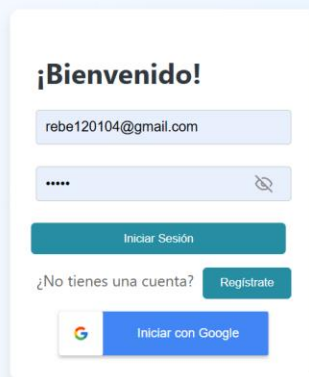 ¡Bienvenido!
rebe120104@gmail.com
•••••
Iniciar Sesión
¿No tienes una cuenta? Regístrate
G Iniciar con Google